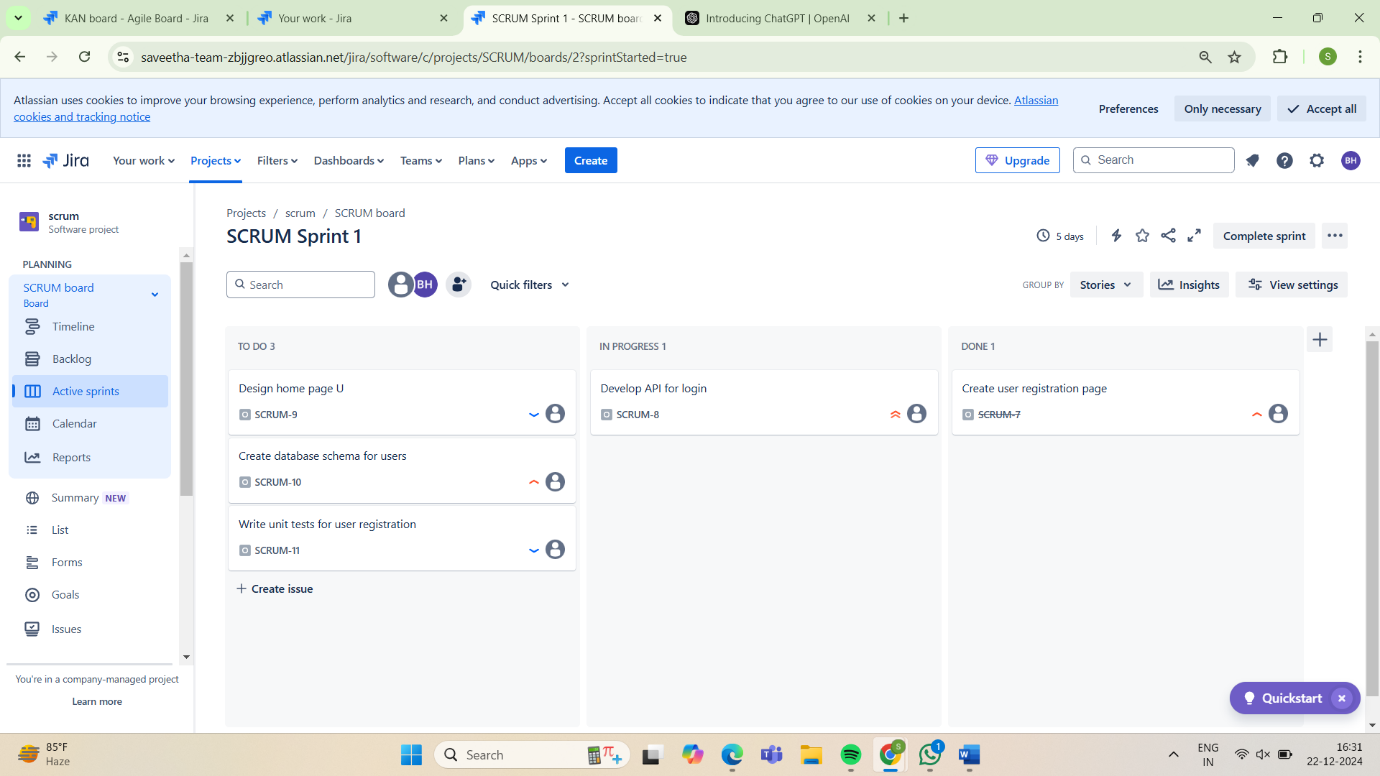 KAN board - Agile Board - Jira
Your work - Jira
SCRUM Sprint 1 - SCRUM board
Introducing ChatGPT | OpenAI
saveetha-team-zbjjgreo.atlassian.net/jira/software/c/projects/SCRUM/boards/2?sprintStarted=true
S
Atlassian uses cookies to improve your browsing experience, perform analytics and research, and conduct advertising. Accept all cookies to indicate that you agree to our use of cookies on your device. Atlassian
cookies and tracking notice
Preferences
Only necessary
Accept all
Jira
Your work
Projects
Filters
Dashboards
Teams
Plans
Apps
Create
Upgrade
Search
BH
scrum
Software project
PLANNING
SCRUM board
Board
Timeline
Backlog
Active sprints
Calendar
Reports
Summary NEW
List
Forms
Goals
Issues
You're in a company-managed project
Learn more
Projects / scrum / SCRUM board
SCRUM Sprint 1
5 days
Complete sprint
Search
BH
Quick filters
GROUP BY
Stories
Insights
View settings
TO DO 3
Design home page U
SCRUM-9
Create database schema for users
SCRUM-10
Write unit tests for user registration
SCRUM-11
+ Create issue
IN PROGRESS 1
Develop API for login
SCRUM-8
DONE 1
Create user registration page
SCRUM-7
Quickstart
85°F
Haze
Search
S
1
ENG
IN
16:31
22-12-2024